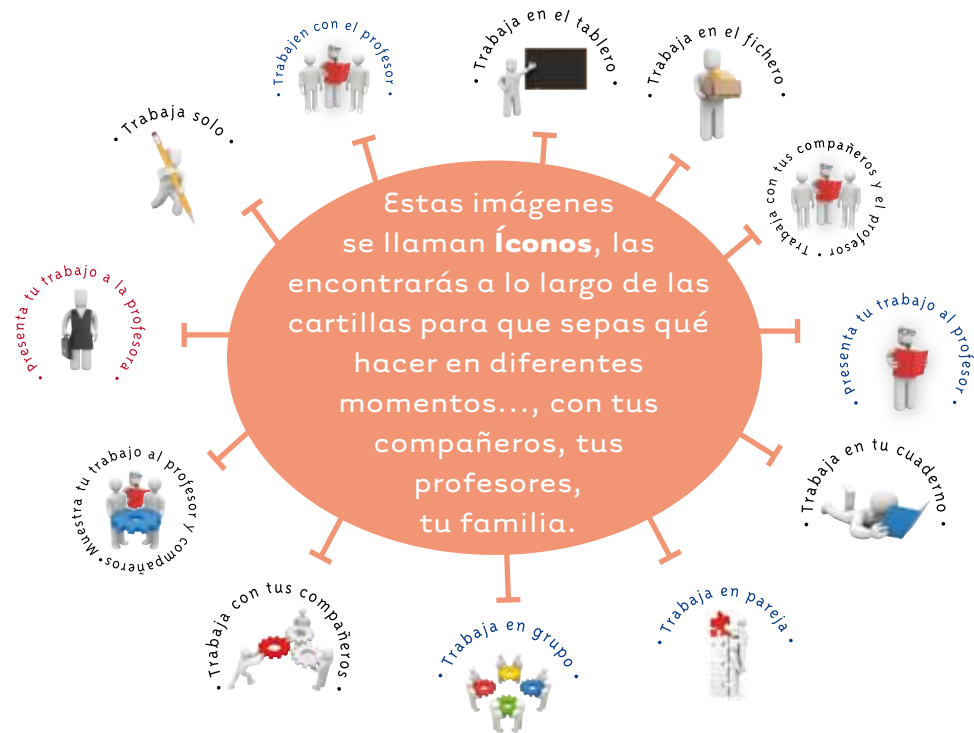 • Trabajen con el profesor •
• Trabaja en el tablero •
• Trabaja en el fichero •
• Trabaja solo •
• Trabaja con tus compañeros y el profesor
Estas imágenes
se llaman Íconos, las
encontrarás a lo largo de las
cartillas para que sepas qué
hacer en diferentes
momentos..., con tus
compañeros, tus
profesores,
tu familia.
• Presenta tu trabajo a la profesora •
• Presenta tu trabajo al profesor •
• Muestra tu trabajo al profesor y compañeros
• Trabaja en tu cuaderno •
• Trabaja con tus compañeros •
• Trabaja en grupo •
• Trabaja en pareja •